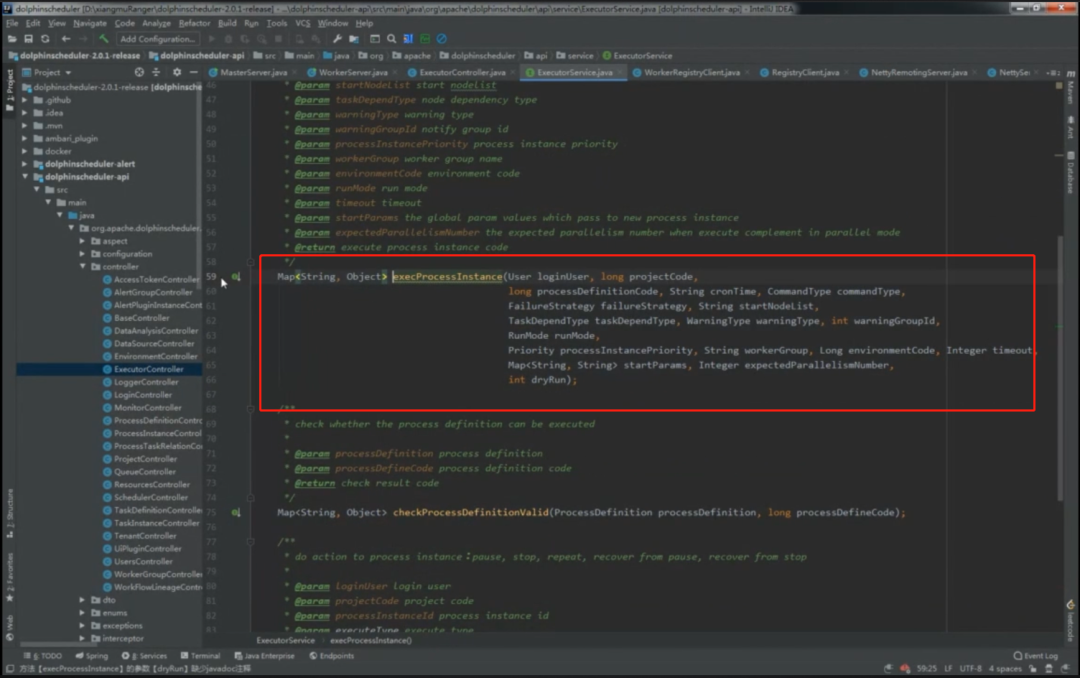 dolphinscheduler [D:\xiangmuRanger\dolphinscheduler-2.0.1-release] - ...\dolphinscheduler-api\src\main\java\org\apache\dolphinscheduler\api\service\ExecutorService.java [dolphinscheduler-api] - IntelliJ IDEA
File Edit View Navigate Code Analyze Refactor Build Run Tools VCS Window Help
Add Configuration...
dolphinscheduler-2.0.1-release dolphinscheduler-api src main java org apache dolphinscheduler api service ExecutorService
Project
MasterServer.java WorkerServer.java ExecutorController.java ExecutorService.java WorkerRegistryClient.java RegistryClient.java NettyRemotingServer.java NettySe
dolphinscheduler-2.0.1-release [dolphinsche
.github
.idea
.mvn
ambari_plugin
docker
dolphinscheduler-alert
dolphinscheduler-api
src
main
java
org.apache.dolphinscheduler.
aspect
configuration
controller
AccessTokenController
AlertGroupController
AlertPluginInstanceCont
BaseController
DataAnalysisController
DataSourceController
EnvironmentController
ExecutorController
LoggerController
LoginController
MonitorController
ProcessDefinitionContro
ProcessInstanceControl
ProcessTaskRelationCo
ProjectController
QueueController
ResourcesController
SchedulerController
TaskDefinitionController
TaskInstanceController
TenantController
UiPluginController
UsersController
WorkerGroupController
WorkFlowLineageContr
dto
enums
exceptions
interceptor
46 * @param startNodeList start nodelist
47 * @param taskDependType node dependency type
48 * @param warningType warning type
49 * @param warningGroupId notify group id
50 * @param processInstancePriority process instance priority
51 * @param workerGroup worker group name
52 * @param environmentCode environment code
53 * @param runMode run mode
54 * @param timeout timeout
55 * @param startParams the global param values which pass to new process instance
56 * @param expectedParallelismNumber the expected parallelism number when execute complement in parallel mode
57 * @return execute process instance code
58 */
59 Map<String, Object> execProcessInstance(User loginUser, long projectCode,
60 long processDefinitionCode, String cronTime, CommandType commandType,
61 FailureStrategy failureStrategy, String startNodeList,
62 TaskDependType taskDependType, WarningType warningType, int warningGroupId,
63 RunMode runMode,
64 Priority processInstancePriority, String workerGroup, Long environmentCode, Integer timeout,
65 Map<String, String> startParams, Integer expectedParallelismNumber,
66 int dryRun);
67
68 /**
69 * check whether the process definition can be executed
70 *
71 * @param processDefinition process definition
72 * @param processDefineCode process definition code
73 * @return check result code
74 */
75 Map<String, Object> checkProcessDefinitionValid(ProcessDefinition processDefinition, long processDefineCode);
76
77 /**
78 * do action to process instance：pause, stop, repeat, recover from pause, recover from stop
79 *
80 * @param loginUser login user
81 * @param projectCode project code
82 * @param processInstanceId process instance id
83 * @param executeType execute type
ExecutorService execProcessInstance()
1: Project
Z: Structure
2: Favorites
Web
Maven
Ant
Database
leetcode
6: TODO Spring 8: Services Terminal Java Enterprise Endpoints Event Log
方法【execProcessInstance】的参数【dryRun】缺少javadoc注释 59:25 LF UTF-8 4 spaces